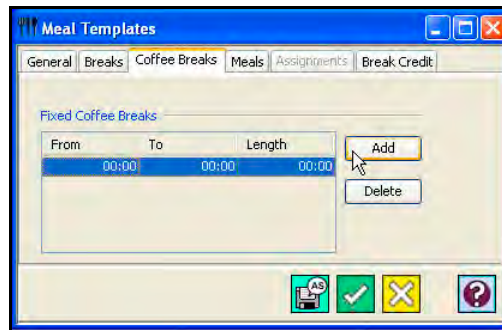 Meal Templates
General Breaks Coffee Breaks Meals Assignments Break Credit
Fixed Coffee Breaks
From To Length
00:00 00:00 00:00
Add
Delete
AS
?